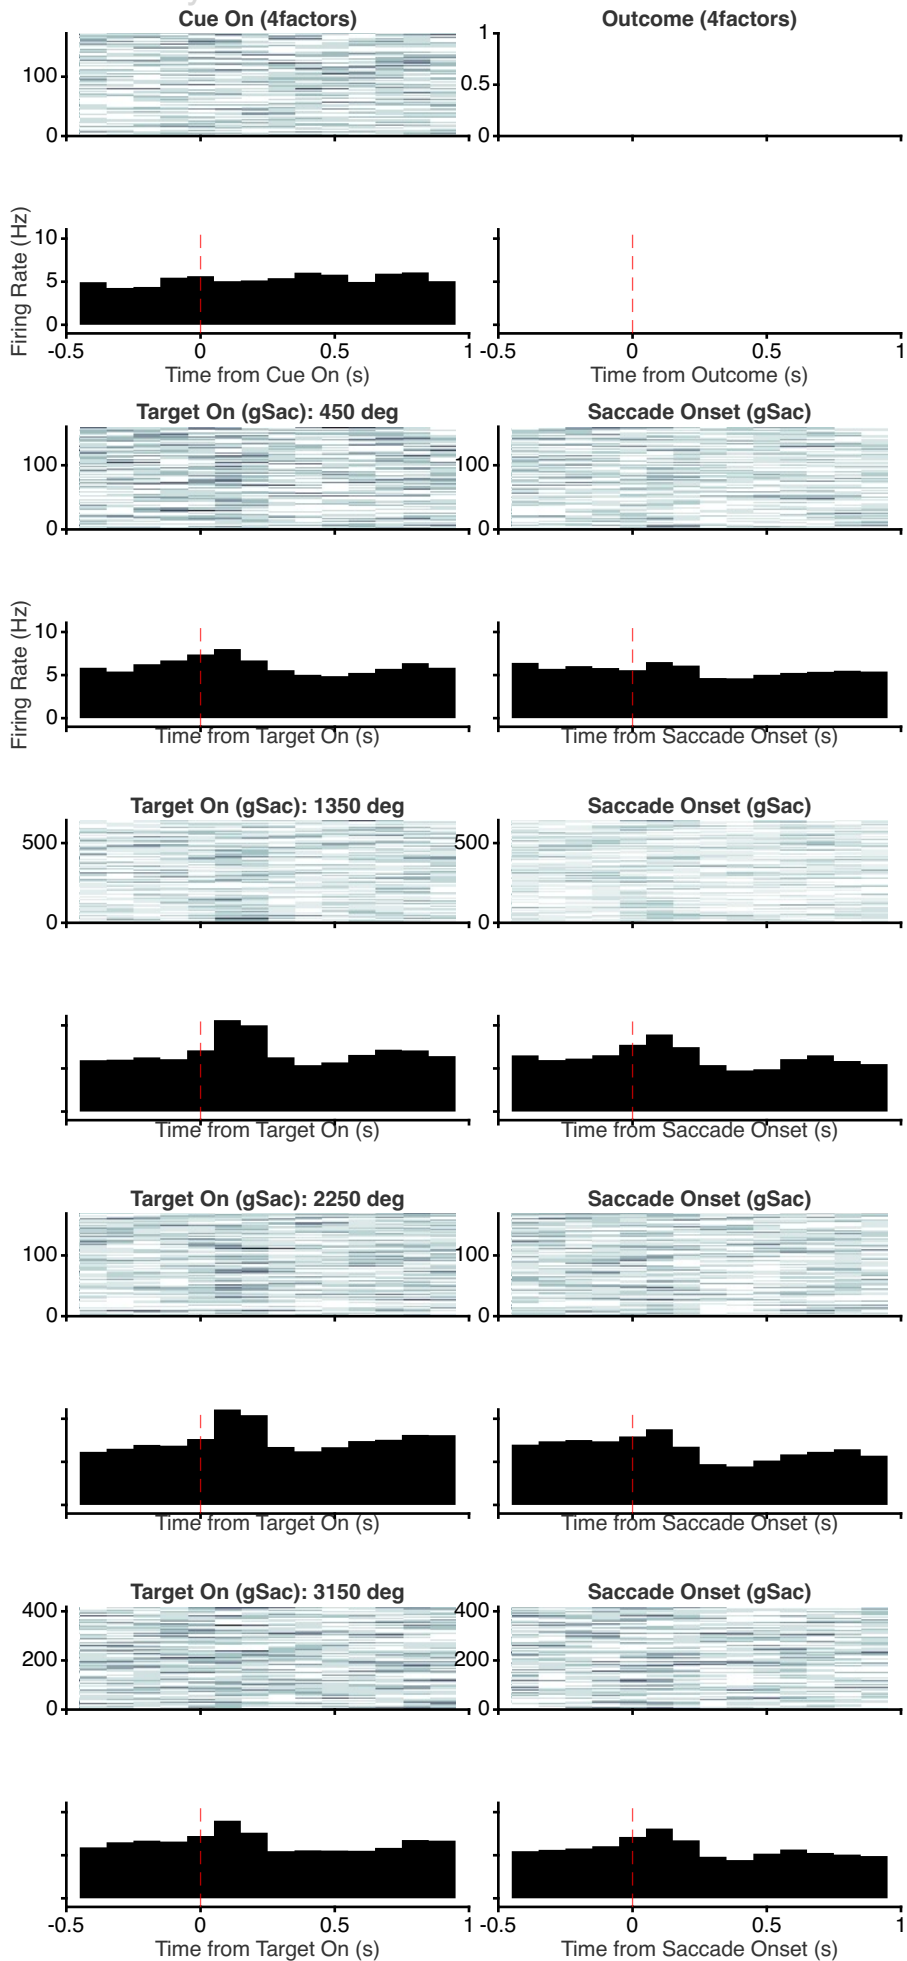 Cue On (4factors)
Outcome (4factors)
100
0
1
0.5
0
Firing Rate (Hz)
10
5
0
-0.5 0 0.5 1
-0.5 0 0.5 1
Time from Cue On (s)
Time from Outcome (s)
Target On (gSac): 450 deg
Saccade Onset (gSac)
100
0
100
0
Firing Rate (Hz)
10
5
0
Time from Target On (s)
Time from Saccade Onset (s)
Target On (gSac): 1350 deg
Saccade Onset (gSac)
500
0
500
0
Time from Target On (s)
Time from Saccade Onset (s)
Target On (gSac): 2250 deg
Saccade Onset (gSac)
100
0
100
0
Time from Target On (s)
Time from Saccade Onset (s)
Target On (gSac): 3150 deg
Saccade Onset (gSac)
400
200
0
400
200
0
-0.5 0 0.5 1
-0.5 0 0.5 1
Time from Target On (s)
Time from Saccade Onset (s)